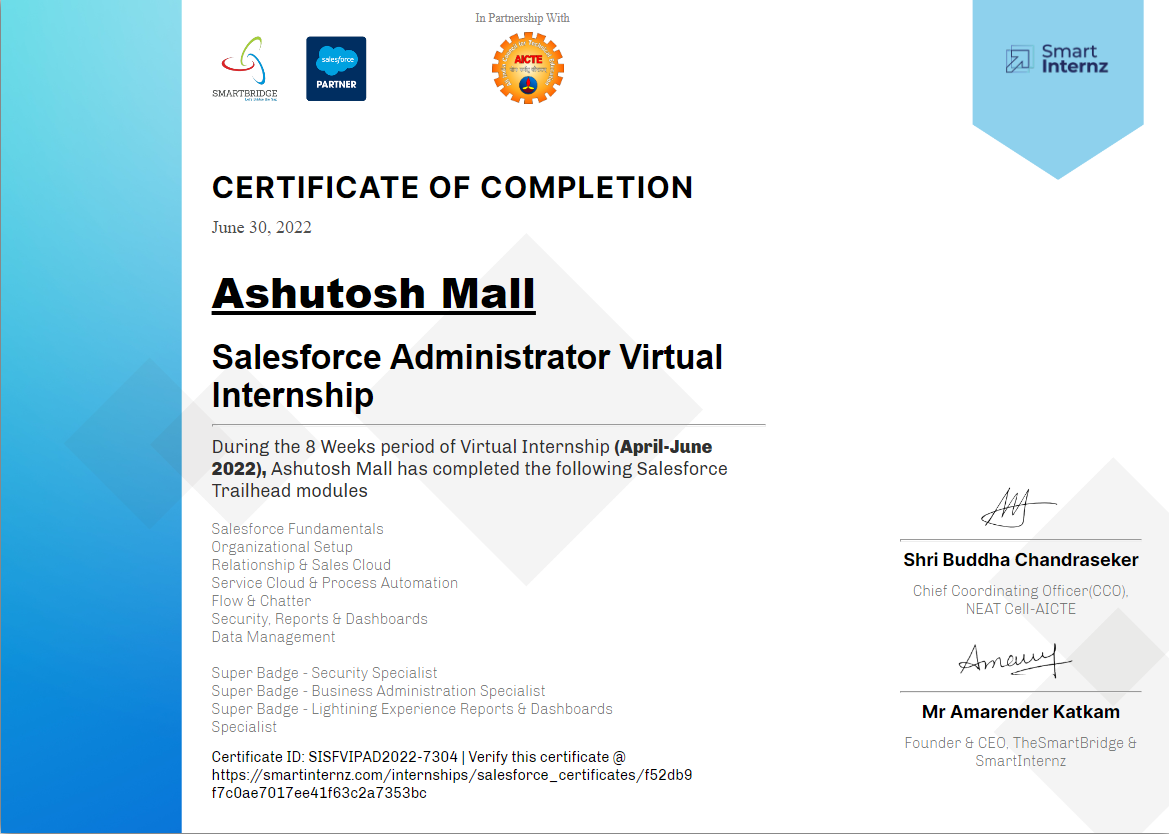 In Partnership With
SMARTBRIDGE
salesforce
PARTNER
AICTE
Smart
Internz
CERTIFICATE OF COMPLETION
June 30, 2022
Ashutosh Mall
Salesforce Administrator Virtual
Internship
During the 8 Weeks period of Virtual Internship (April-June
2022), Ashutosh Mall has completed the following Salesforce
Trailhead modules
Salesforce Fundamentals
Organizational Setup
Relationship & Sales Cloud
Service Cloud & Process Automation
Flow & Chatter
Security, Reports & Dashboards
Data Management
Super Badge - Security Specialist
Super Badge - Business Administration Specialist
Super Badge - Lightining Experience Reports & Dashboards
Specialist
Certificate ID: SISFVIPAD2022-7304 | Verify this certificate @
https://smartinternz.com/internships/salesforce_certificates/f52db9
f7c0ae7017ee41f63c2a7353bc
Shri Buddha Chandraseker
Chief Coordinating Officer(CCO),
NEAT Cell-AICTE
Mr Amarender Katkam
Founder & CEO, TheSmartBridge &
SmartInternz